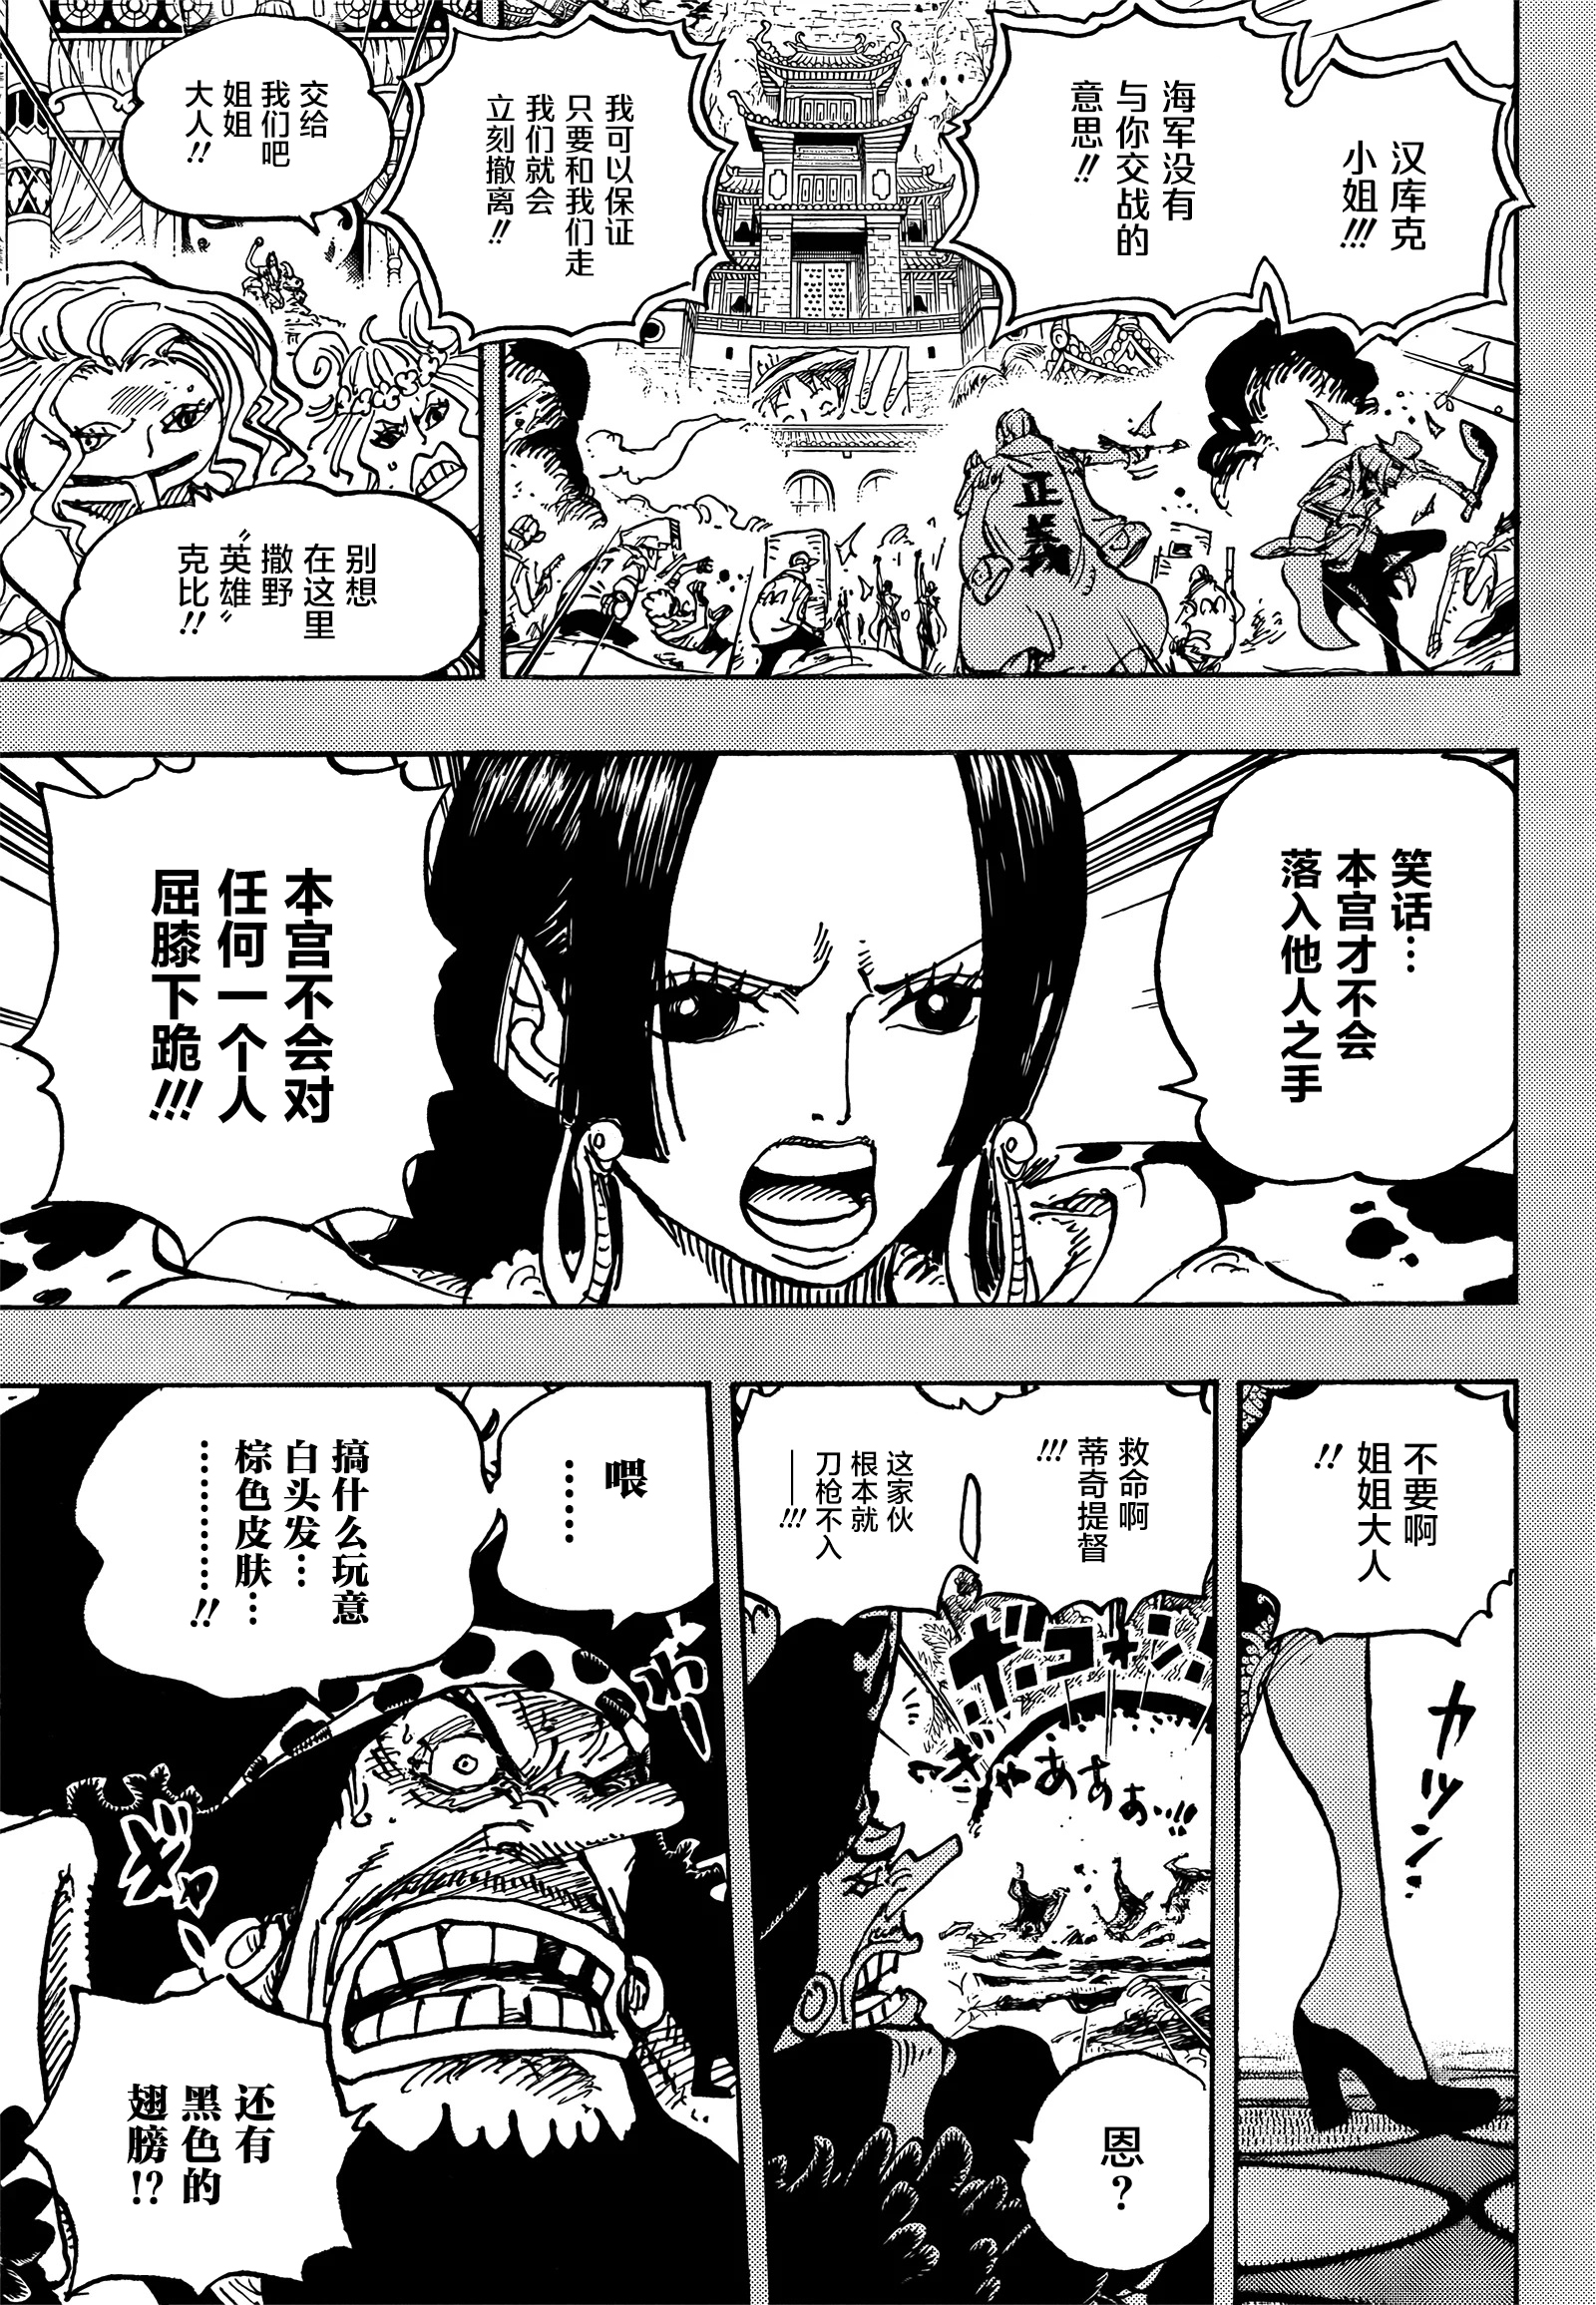 汉库克
小姐!!!
海军没有
与你交战的
意思!!
我可以保证
只要和我们走
我们就会
立刻撤离!!
正義
交给
我们吧
姐姐
大人!!
别想
在这里
撒野
“英雄”
克比!!
笑话…
本宫才不会
落入他人之手
本宫不会对
任何一个人
屈膝下跪!!!
不要啊
姐姐大人
!!
カツン
救命啊
蒂奇提督
!!!
这家伙
根本就
刀枪不入
——!!!
ボコォン!
ぎゃあああ…!!
恩?
喂
……
搞什么玩意
白头发…
棕色皮肤…
…………!!
还有
黑色的
翅膀!?